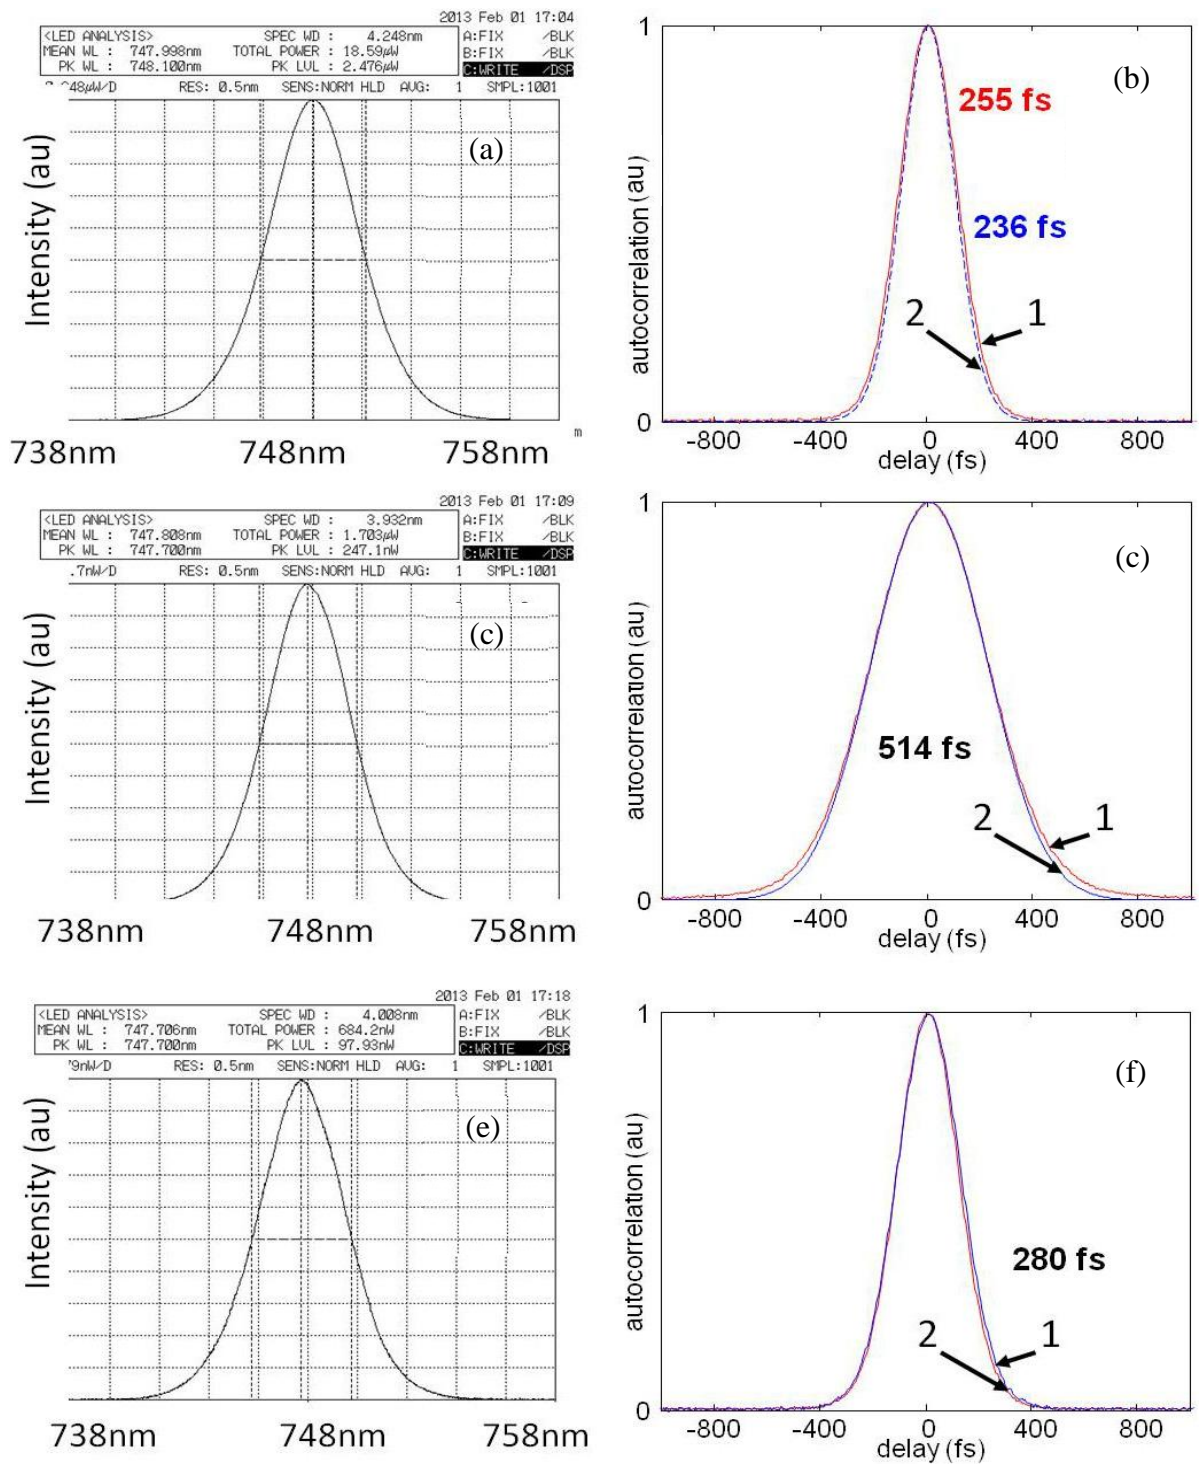 2013 Feb 01 17:04
<LED ANALYSIS> SPEC WD : 4.248nm A:FIX /BLK
MEAN WL : 747.998nm TOTAL POWER : 18.59µW B:FIX /BLK
PK WL : 748.100nm PK LVL : 2.476µW C:WRITE /DSP
48µW/D RES: 0.5nm SENS:NORM HLD AVG: 1 SMPL:1001
(a)
Intensity (au)
m
738nm 748nm 758nm
1
(b)
255 fs
236 fs
2 1
autocorrelation (au)
0
-800 -400 0 400 800
delay (fs)
2013 Feb 01 17:09
<LED ANALYSIS> SPEC WD : 3.932nm A:FIX /BLK
MEAN WL : 747.808nm TOTAL POWER : 1.703µW B:FIX /BLK
PK WL : 747.700nm PK LVL : 247.1nW C:WRITE /DSP
.7nW/D RES: 0.5nm SENS:NORM HLD AVG: 1 SMPL:1001
(c)
Intensity (au)
738nm 748nm 758nm
1
(c)
514 fs
2 1
autocorrelation (au)
0
-800 -400 0 400 800
delay (fs)
2013 Feb 01 17:18
<LED ANALYSIS> SPEC WD : 4.008nm A:FIX /BLK
MEAN WL : 747.706nm TOTAL POWER : 684.2nW B:FIX /BLK
PK WL : 747.700nm PK LVL : 97.93nW C:WRITE /DSP
9nW/D RES: 0.5nm SENS:NORM HLD AVG: 1 SMPL:1001
(e)
Intensity (au)
738nm 748nm 758nm
1
(f)
280 fs
2 1
autocorrelation (au)
0
-800 -400 0 400 800
delay (fs)